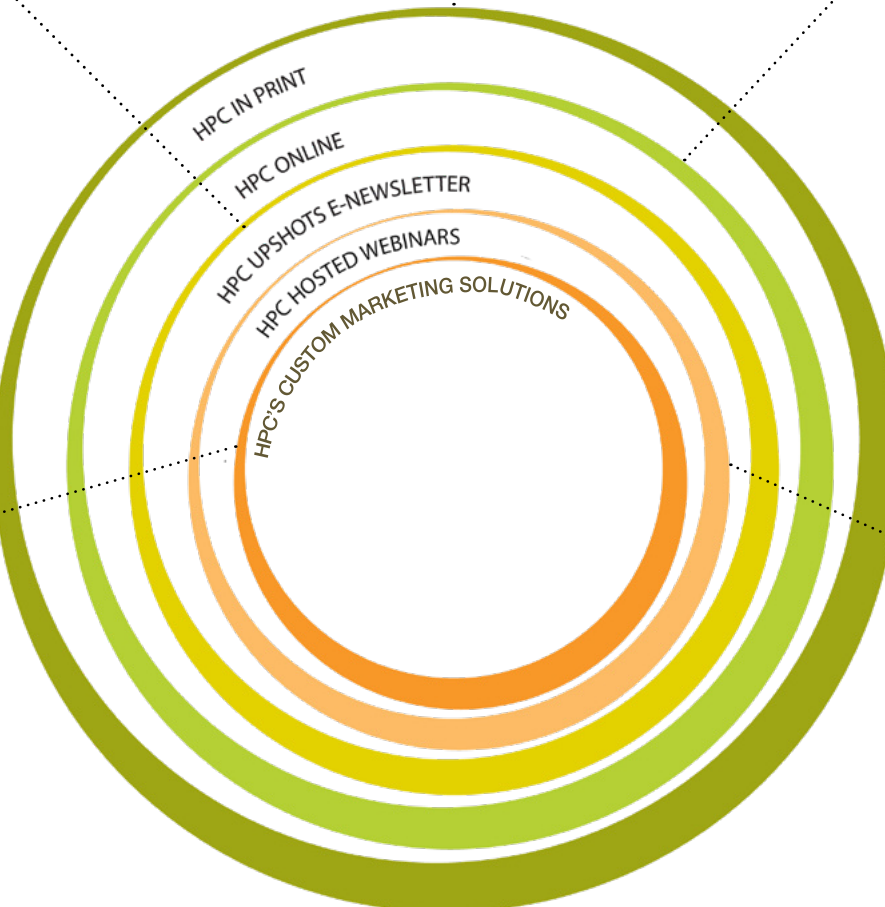 HPC IN PRINT
HPC ONLINE
HPC UPSHOTS E-NEWSLETTER
HPC HOSTED WEBINARS
HPC'S CUSTOM MARKETING SOLUTIONS